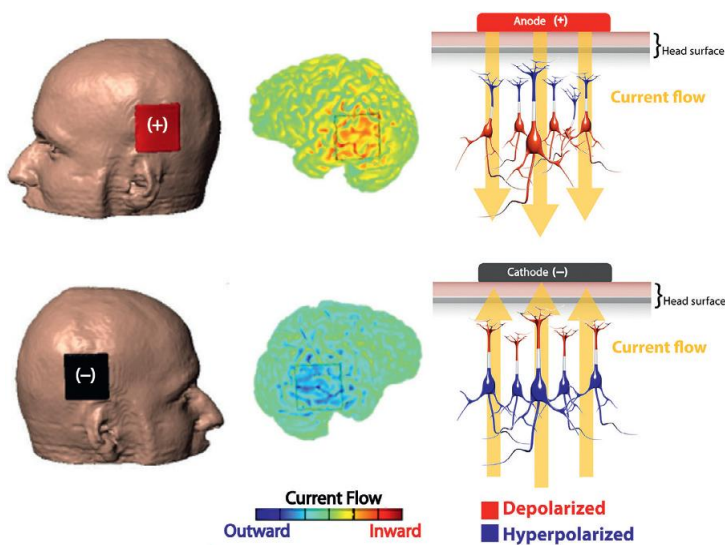 Anode (+)
Head surface
(+)
Current flow
Cathode (−)
Head surface
(−)
Current flow
Current Flow
Outward Inward
Depolarized
Hyperpolarized